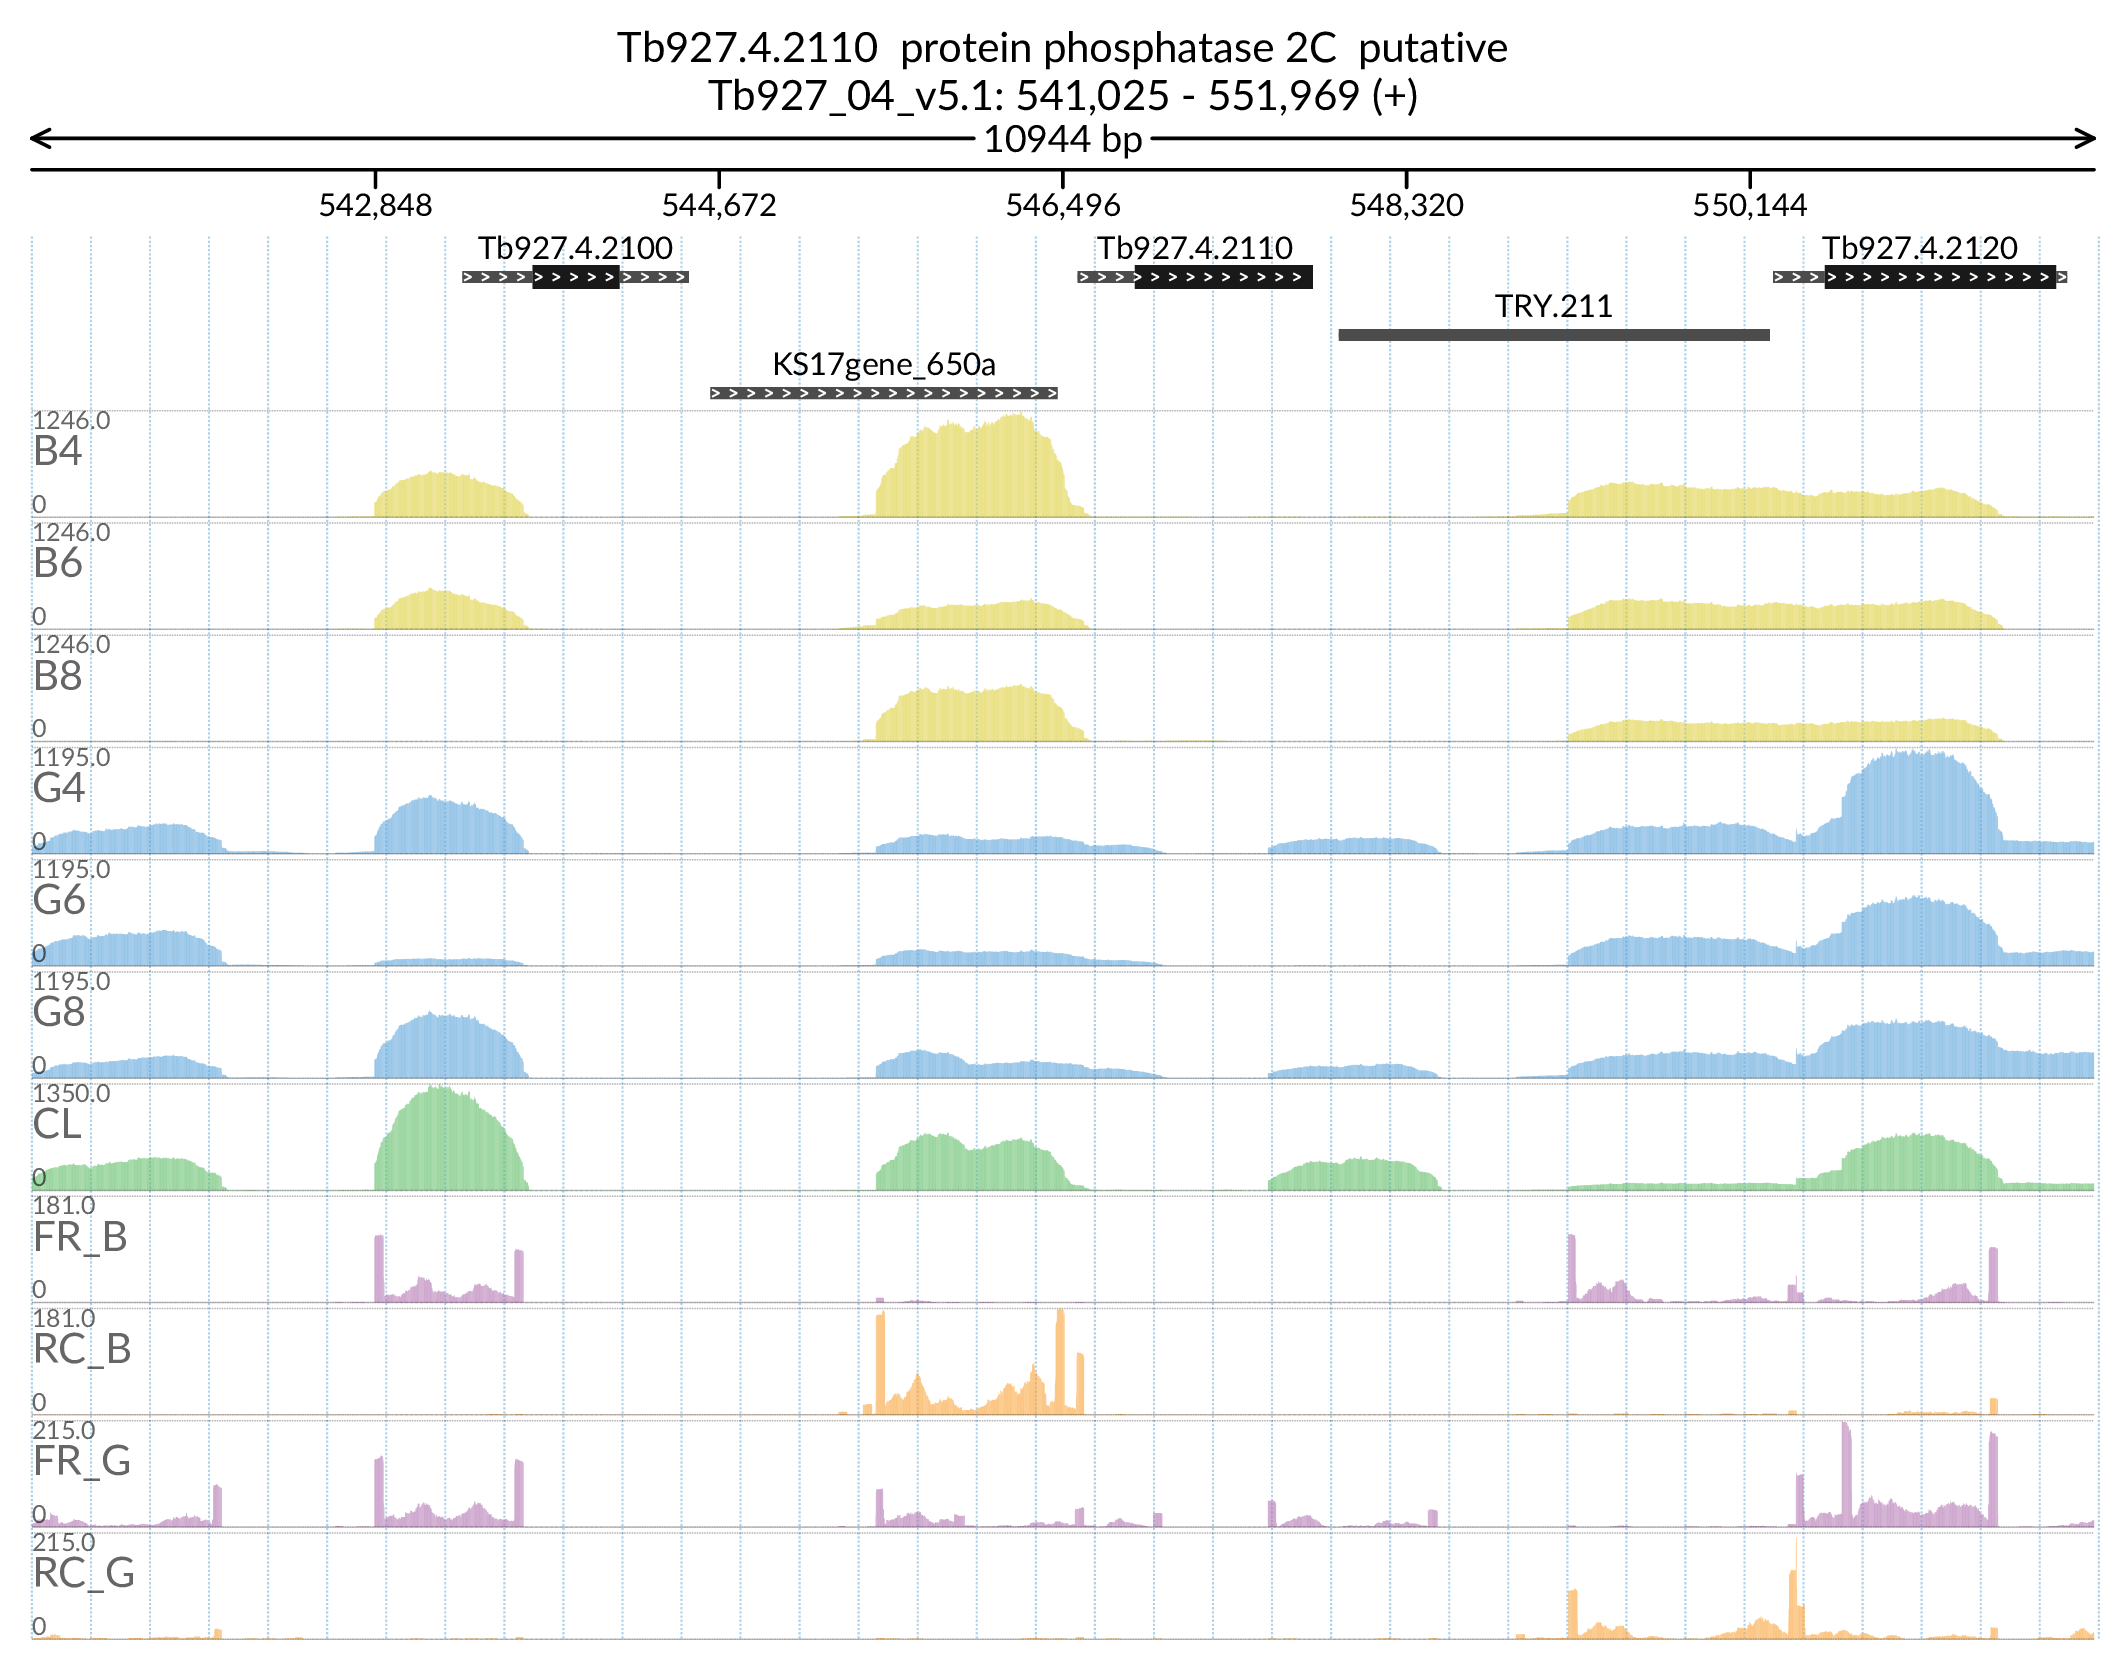 Tb927.4.2110  protein phosphatase 2C  putative
Tb927_04_v5.1: 541,025 - 551,969 (+)
10944 bp
542,848 544,672 546,496 548,320 550,144
Tb927.4.2100 Tb927.4.2110 Tb927.4.2120
TRY.211
KS17gene_650a
1246.0
B4
0
1246.0
B6
0
1246.0
B8
0
1195.0
G4
0
1195.0
G6
0
1195.0
G8
0
1350.0
CL
0
181.0
FR_B
0
181.0
RC_B
0
215.0
FR_G
0
215.0
RC_G
0